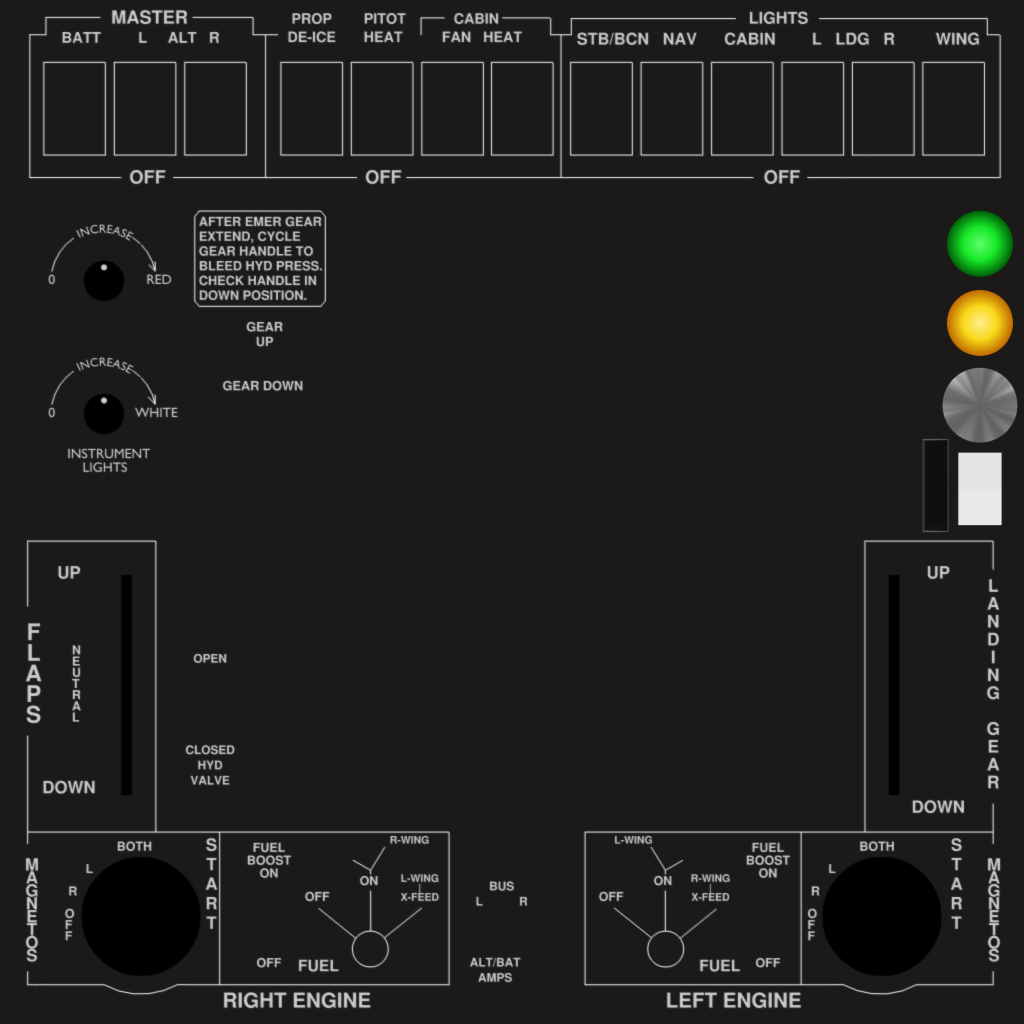 MASTER
BATT L ALT R
PROP
DE-ICE
PITOT
HEAT
CABIN
FAN HEAT
LIGHTS
STB/BCN NAV CABIN L LDG R WING
OFF
OFF
OFF
INCREASE
0 RED
AFTER EMER GEAR
EXTEND, CYCLE
GEAR HANDLE TO
BLEED HYD PRESS.
CHECK HANDLE IN
DOWN POSITION.
GEAR
UP
GEAR DOWN
INCREASE
0 WHITE
INSTRUMENT
LIGHTS
UP
FLAPS
NEUTRAL
DOWN
OPEN
CLOSED
HYD
VALVE
UP
LANDING GEAR
DOWN
MAGNETOS
BOTH
L
R
OFF
START
FUEL
BOOST
ON
OFF
R-WING
ON
L-WING
X-FEED
OFF
FUEL
RIGHT ENGINE
BUS
L R
ALT/BAT
AMPS
L-WING
ON
R-WING
X-FEED
OFF
FUEL
FUEL
BOOST
ON
OFF
LEFT ENGINE
BOTH
L
R
OFF
START
MAGNETOS